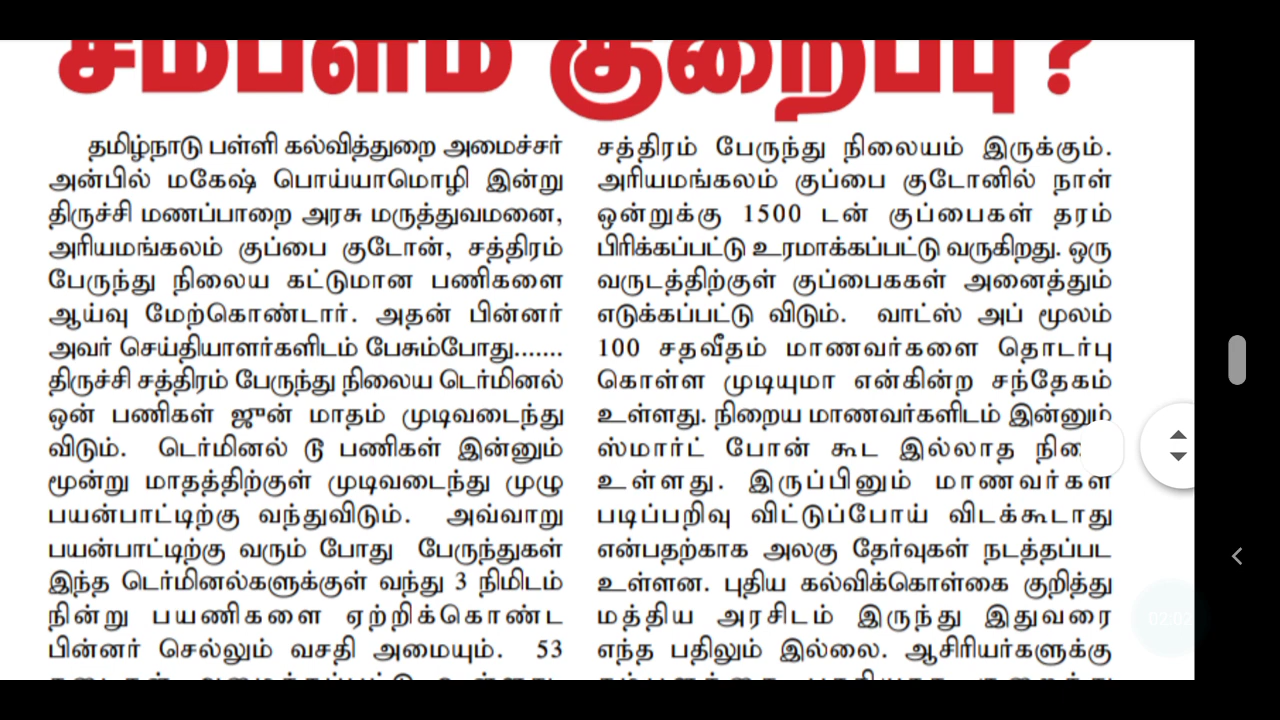 சம்பளம் குறைப்பு?
தமிழ்நாடு பள்ளி கல்வித்துறை அமைச்சர்
அன்பில் மகேஷ் பொய்யாமொழி இன்று
திருச்சி மணப்பாறை அரசு மருத்துவமனை,
அரியமங்கலம் குப்பை குடோன், சத்திரம்
பேருந்து நிலைய கட்டுமான பணிகளை
ஆய்வு மேற்கொண்டார். அதன் பின்னர்
அவர் செய்தியாளர்களிடம் பேசும்போது.......
திருச்சி சத்திரம் பேருந்து நிலைய டெர்மினல்
ஒன் பணிகள் ஜுன் மாதம் முடிவடைந்து
விடும். டெர்மினல் டூ பணிகள் இன்னும்
மூன்று மாதத்திற்குள் முடிவடைந்து முழு
பயன்பாட்டிற்கு வந்துவிடும். அவ்வாறு
பயன்பாட்டிற்கு வரும் போது பேருந்துகள்
இந்த டெர்மினல்களுக்குள் வந்து 3 நிமிடம்
நின்று பயணிகளை ஏற்றிக்கொண்ட
பின்னர் செல்லும் வசதி அமையும். 53
சத்திரம் பேருந்து நிலையம் இருக்கும்.
அரியமங்கலம் குப்பை குடோனில் நாள்
ஒன்றுக்கு 1500 டன் குப்பைகள் தரம்
பிரிக்கப்பட்டு உரமாக்கப்பட்டு வருகிறது. ஒரு
வருடத்திற்குள் குப்பைககள் அனைத்தும்
எடுக்கப்பட்டு விடும். வாட்ஸ் அப் மூலம்
100 சதவீதம் மாணவர்களை தொடர்பு
கொள்ள முடியுமா என்கின்ற சந்தேகம்
உள்ளது. நிறைய மாணவர்களிடம் இன்னும்
ஸ்மார்ட் போன் கூட இல்லாத
உள்ளது. இருப்பினும் மாணவர்கள
படிப்பறிவு விட்டுப்போய் விடக்கூடாது
என்பதற்காக அலகு தேர்வுகள் நடத்தப்பட
உள்ளன. புதிய கல்விக்கொள்கை குறித்து
மத்திய அரசிடம் இருந்து இதுவரை
எந்த பதிலும் இல்லை. ஆசிரியர்களுக்கு
02:02